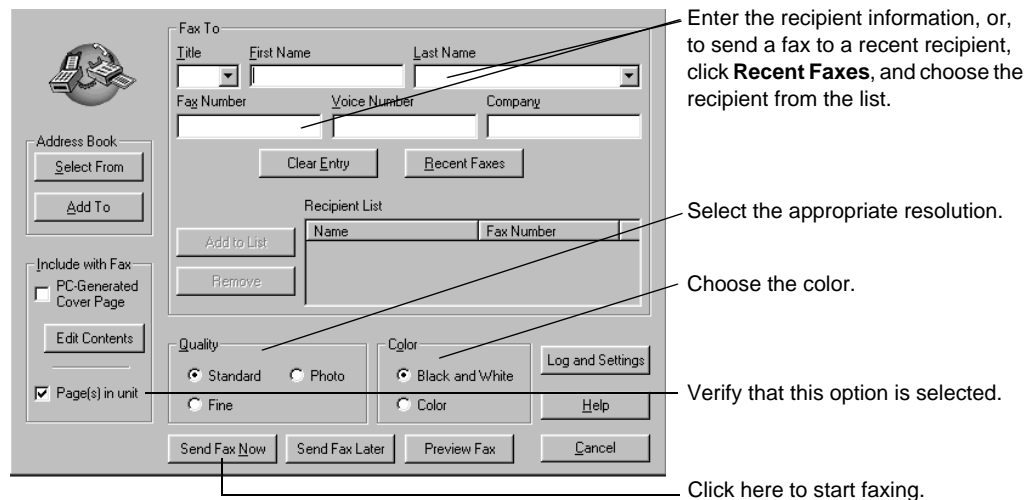 Fax To
Title First Name Last Name
Fax Number Voice Number Company
Clear Entry Recent Faxes
Address Book
Select From
Add To
Recipient List
Name Fax Number
Add to List
Remove
Include with Fax
PC-Generated
Cover Page
Edit Contents
Page(s) in unit
Quality
Standard Photo
Fine
Color
Black and White
Color
Log and Settings
Help
Send Fax Now Send Fax Later Preview Fax Cancel
Enter the recipient information, or,
to send a fax to a recent recipient,
click Recent Faxes, and choose the
recipient from the list.
Select the appropriate resolution.
Choose the color.
Verify that this option is selected.
Click here to start faxing.